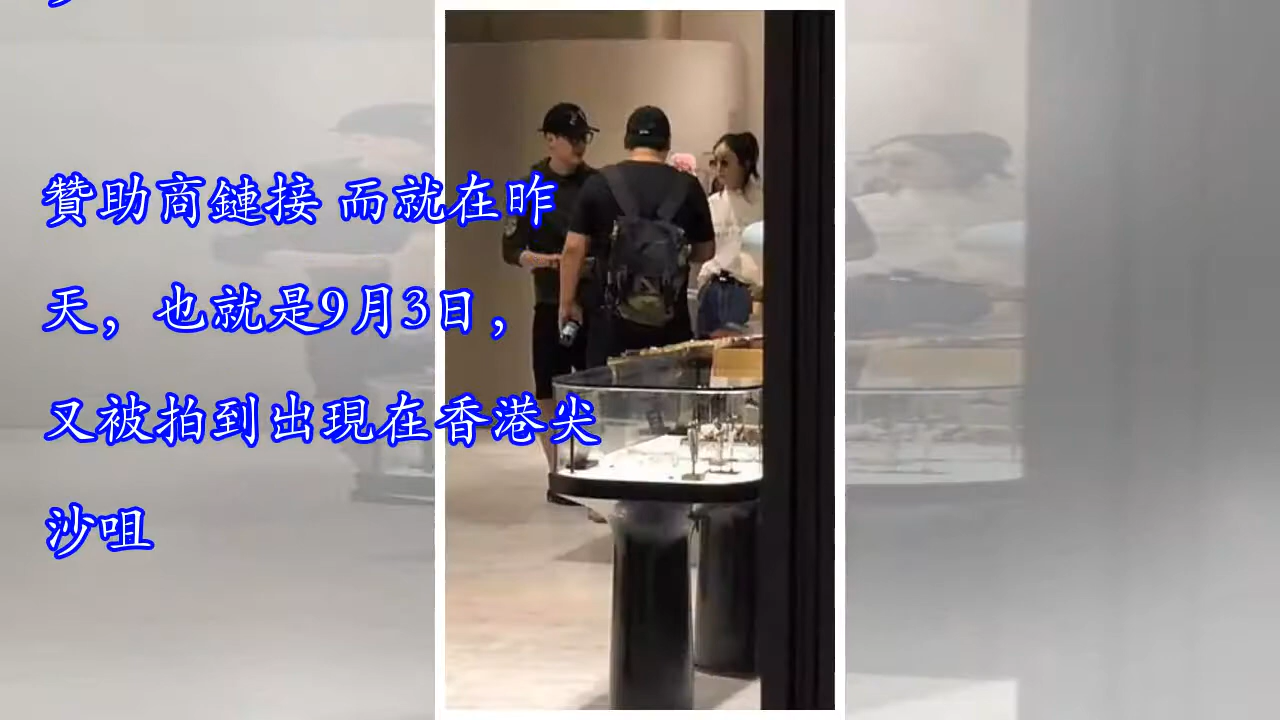 贊助商鏈接 而就在昨
天，也就是9月3日，
又被拍到出現在香港尖
沙咀